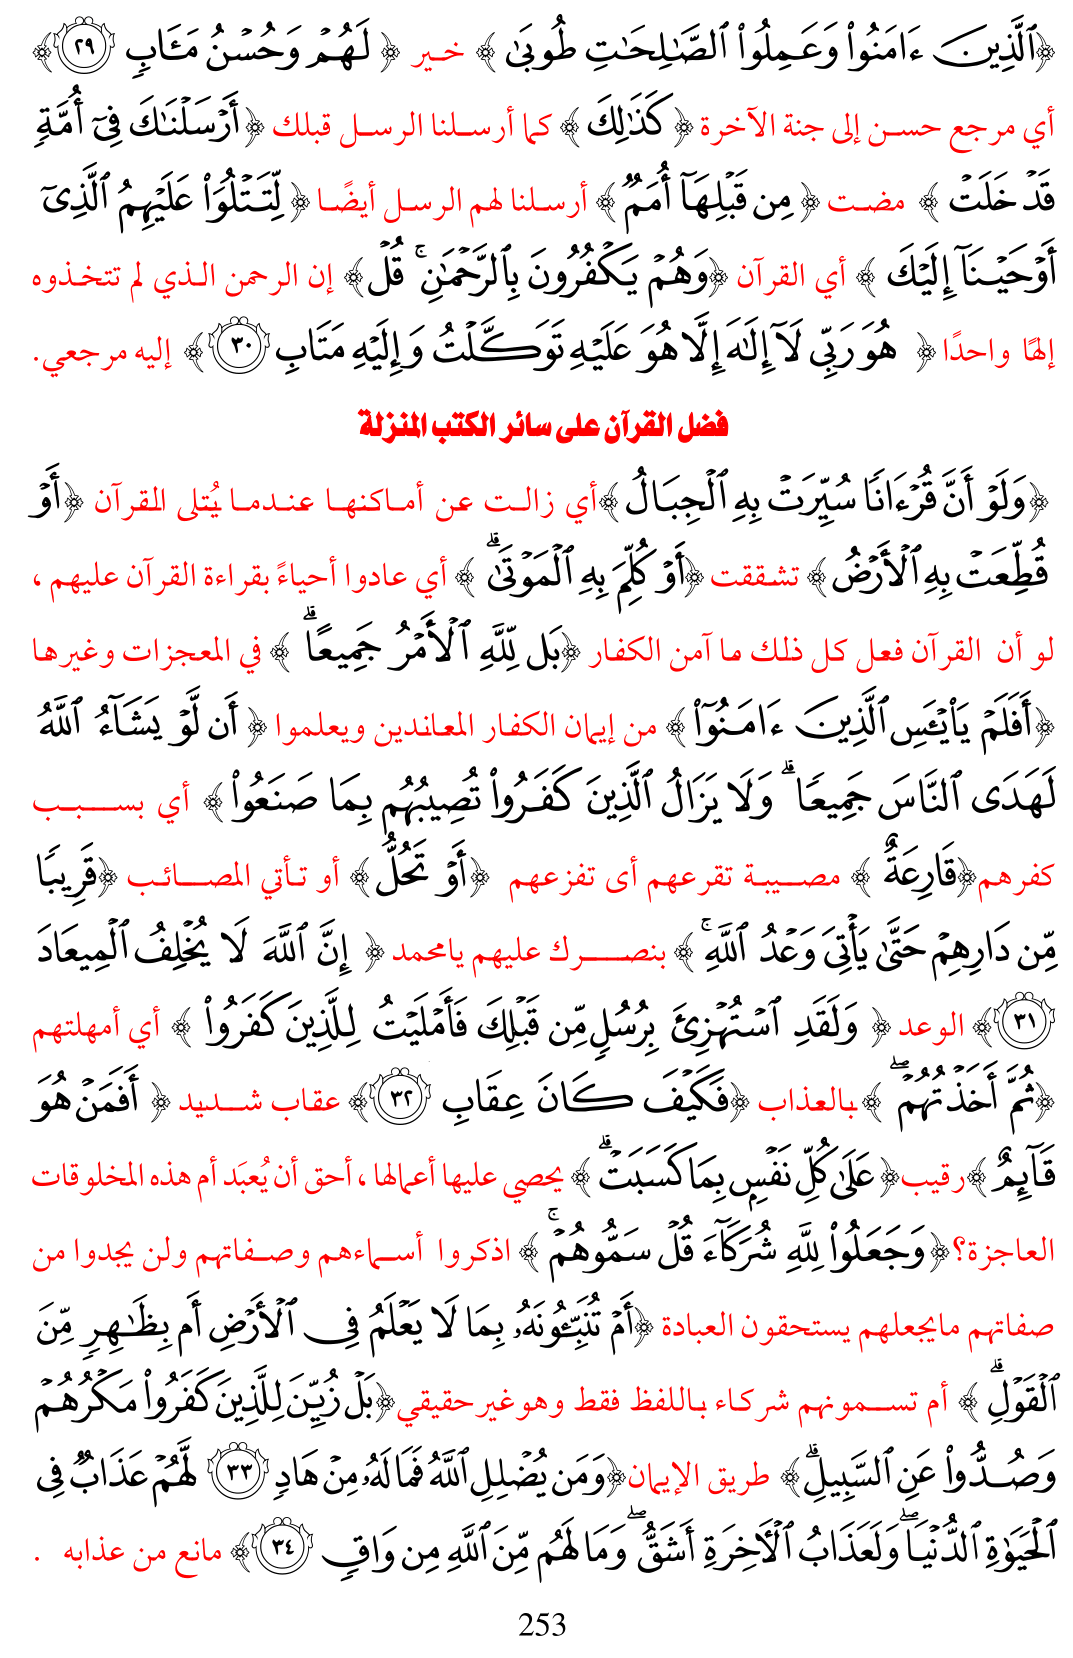 ﴿ٱلَّذِينَ ءَامَنُوا۟ وَعَمِلُوا۟ ٱلصَّـٰلِحَـٰتِ طُوبَىٰ ﴾ خير ﴿ لَهُمْ وَحُسْنُ مَـَٔابٍ ٢٩﴾
أي مرجع حسن إلى جنة الآخرة ﴿كَذَٰلِكَ ﴾ كما أرسلنا الرسل قبلك ﴿أَرْسَلْنَـٰكَ فِىٓ أُمَّةٍ
قَدْ خَلَتْ ﴾ مضت ﴿ مِن قَبْلِهَآ أُمَمٌ ﴾ أرسلنا لهم الرسل أيضًا ﴿ لِّتَتْلُوَا۟ عَلَيْهِمُ ٱلَّذِىٓ
أَوْحَيْنَآ إِلَيْكَ ﴾ أي القرآن ﴿وَهُمْ يَكْفُرُونَ بِٱلرَّحْمَـٰنِ ۚ قُلْ﴾ إن الرحمن الذي لم تتخذوه
إلهًا واحدًا ﴿ هُوَ رَبِّى لَآ إِلَـٰهَ إِلَّا هُوَ عَلَيْهِ تَوَكَّلْتُ وَإِلَيْهِ مَتَابِ ٣٠﴾ إليه مرجعي.
فضل القرآن على سائر الكتب المنزلة
﴿وَلَوْ أَنَّ قُرْءَانًا سُيِّرَتْ بِهِ ٱلْجِبَالُ ﴾أي زالت عن أماكنها عندما يُتلى القرآن ﴿أَوْ
قُطِّعَتْ بِهِ ٱلْأَرْضُ ﴾ تشققت ﴿أَوْ كُلِّمَ بِهِ ٱلْمَوْتَىٰ ۗ ﴾ أي عادوا أحياءً بقراءة القرآن عليهم ،
لو أن القرآن فعل كل ذلك ما آمن الكفار ﴿بَل لِّلَّهِ ٱلْأَمْرُ جَمِيعًا ۗ ﴾ في المعجزات وغيرها
﴿أَفَلَمْ يَا۟يْـَٔسِ ٱلَّذِينَ ءَامَنُوٓا۟ ﴾ من إيمان الكفار المعاندين ويعلموا ﴿ أَن لَّوْ يَشَآءُ ٱللَّهُ
لَهَدَى ٱلنَّاسَ جَمِيعًا ۗ وَلَا يَزَالُ ٱلَّذِينَ كَفَرُوا۟ تُصِيبُهُم بِمَا صَنَعُوا۟ ﴾ أي بسبب
كفرهم﴿قَارِعَةٌ ﴾ مصيبة تقرعهم أى تفزعهم ﴿أَوْ تَحُلُّ ﴾ أو تأتي المصائب ﴿قَرِيبًا
مِّن دَارِهِمْ حَتَّىٰ يَأْتِىَ وَعْدُ ٱللَّهِ ۚ ﴾ بنصرك عليهم يامحمد ﴿ إِنَّ ٱللَّهَ لَا يُخْلِفُ ٱلْمِيعَادَ
٣١﴾ الوعد ﴿ وَلَقَدِ ٱسْتُهْزِئَ بِرُسُلٍ مِّن قَبْلِكَ فَأَمْلَيْتُ لِلَّذِينَ كَفَرُوا۟ ﴾ أي أمهلتهم
﴿ثُمَّ أَخَذْتُهُمْ ۖ ﴾ بالعذاب ﴿فَكَيْفَ كَانَ عِقَابِ ٣٢﴾ عقاب شديد ﴿ أَفَمَنْ هُوَ
قَآئِمٌ ﴾رقيب﴿ عَلَىٰ كُلِّ نَفْسٍۭ بِمَا كَسَبَتْ ۗ ﴾ يحصي عليها أعمالها ، أحق أن يُعبَد أم هذه المخلوقات
العاجزة؟﴿ وَجَعَلُوا۟ لِلَّهِ شُرَكَآءَ قُلْ سَمُّوهُمْ ۚ ﴾ اذكروا أسماءهم وصفاتهم ولن يجدوا من
صفاتهم مايجعلهم يستحقون العبادة ﴿أَمْ تُنَبِّـُٔونَهُۥ بِمَا لَا يَعْلَمُ فِى ٱلْأَرْضِ أَم بِظَـٰهِرٍ مِّنَ
ٱلْقَوْلِ ۗ ﴾ أم تسمونهم شركاء باللفظ فقط وهوغير حقيقي﴿بَلْ زُيِّنَ لِلَّذِينَ كَفَرُوا۟ مَكْرُهُمْ
وَصُدُّوا۟ عَنِ ٱلسَّبِيلِ ۗ ﴾ طريق الإيمان﴿وَمَن يُضْلِلِ ٱللَّهُ فَمَا لَهُۥ مِنْ هَادٍ ٣٣ لَّهُمْ عَذَابٌ فِى
ٱلْحَيَوٰةِ ٱلدُّنْيَا ۖ وَلَعَذَابُ ٱلْـَٔاخِرَةِ أَشَقُّ ۖ وَمَا لَهُم مِّنَ ٱللَّهِ مِن وَاقٍ ٣٤﴾ مانع من عذابه .
253